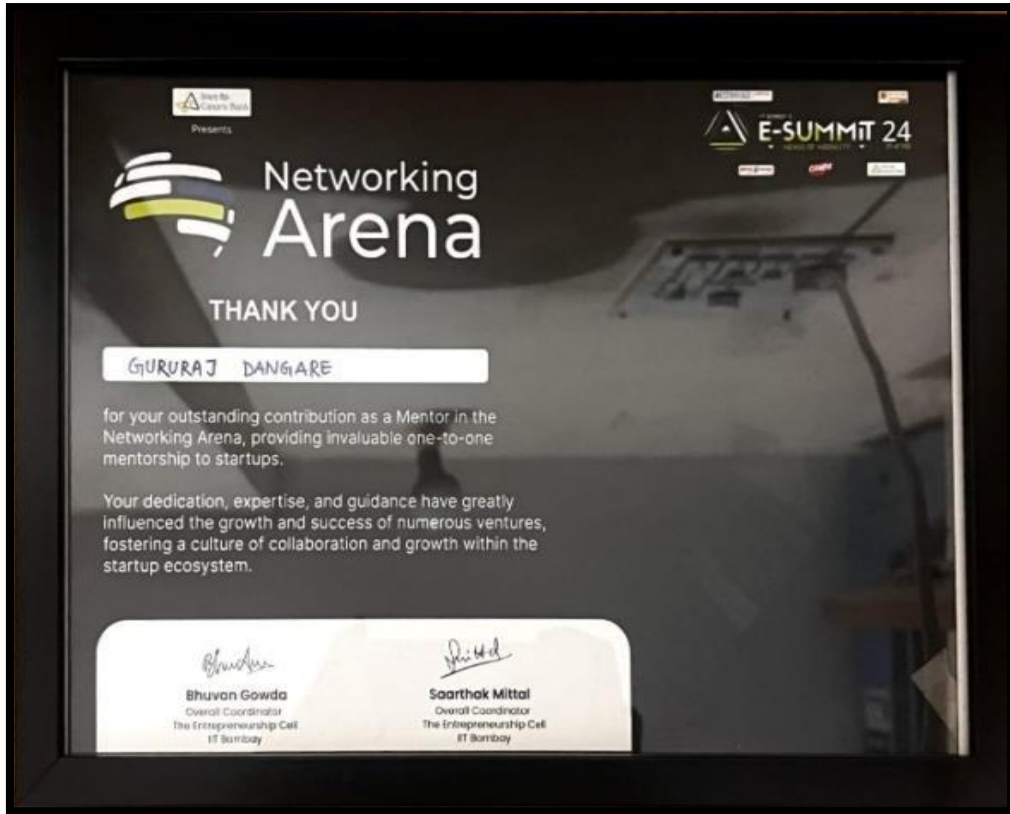 Canara Bank
Presents
Networking
Arena
E-SUMMIT 24
THANK YOU
GURURAJ DANGARE
for your outstanding contribution as a Mentor in the
Networking Arena, providing invaluable one-to-one
mentorship to startups.
Your dedication, expertise, and guidance have greatly
influenced the growth and success of numerous ventures,
fostering a culture of collaboration and growth within the
startup ecosystem.
Bhuvan Gowda
Overall Coordinator
The Entrepreneurship Cell
IIT Bombay
Saarthak Mittal
Overall Coordinator
The Entrepreneurship Cell
IIT Bombay